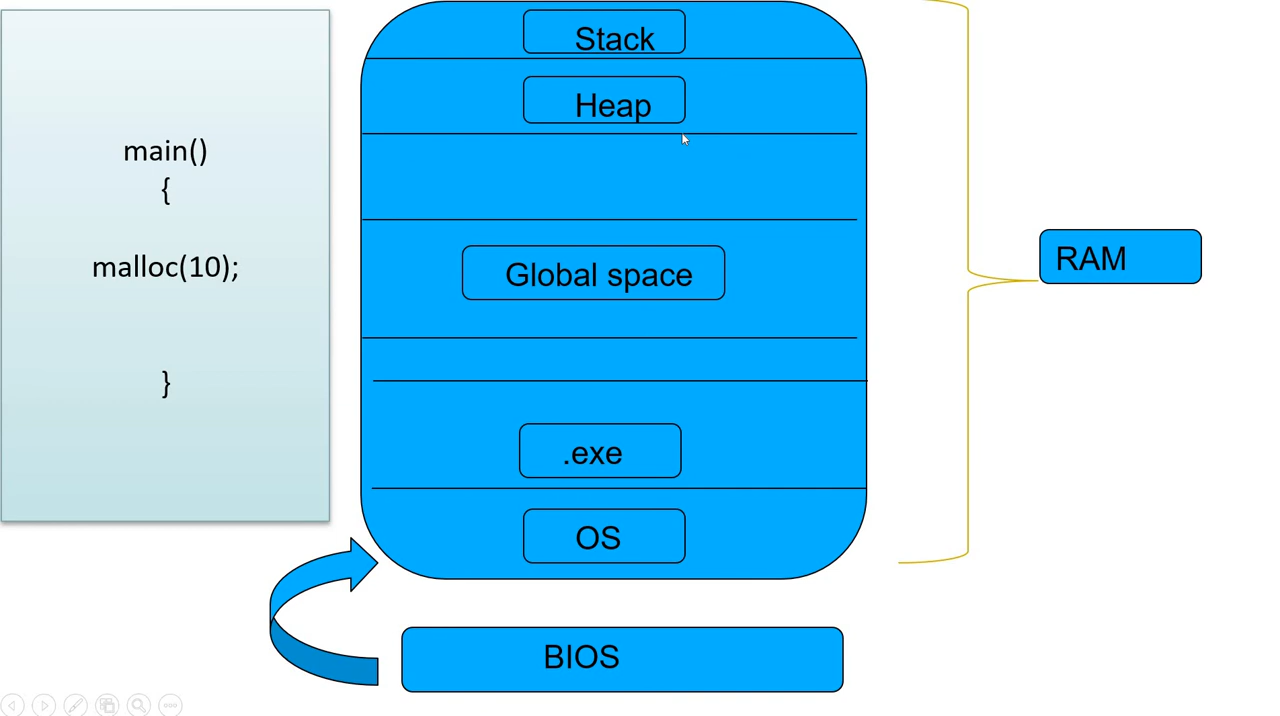 main()
{
malloc(10);
}
Stack
Heap
Global space
.exe
OS
BIOS
RAM